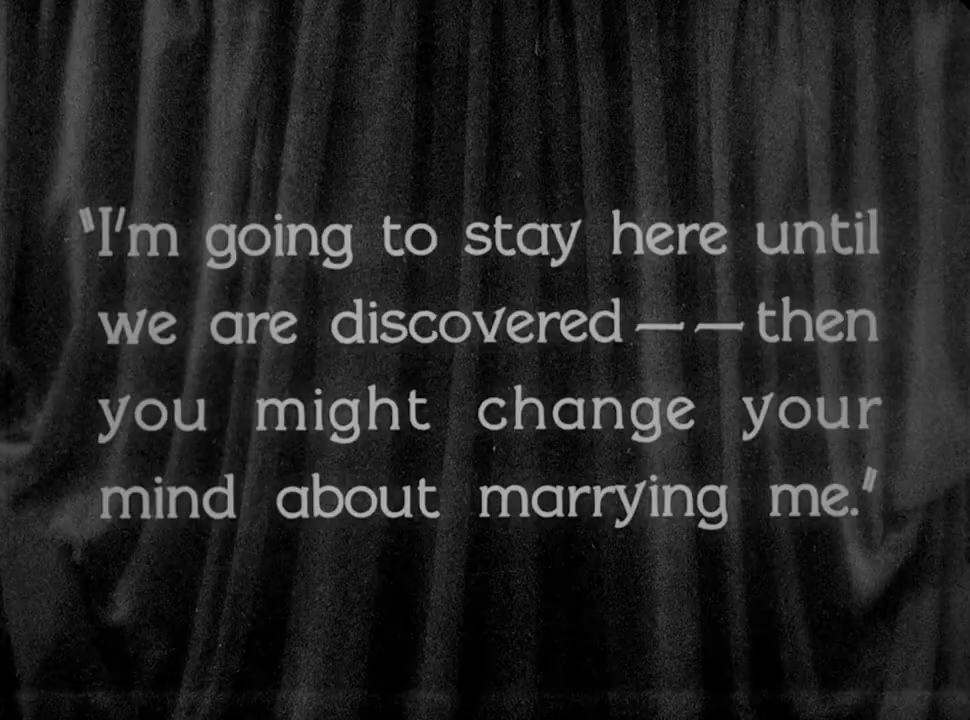 "I'm going to stay here until
we are discovered — — then
you might change your
mind about marrying me."